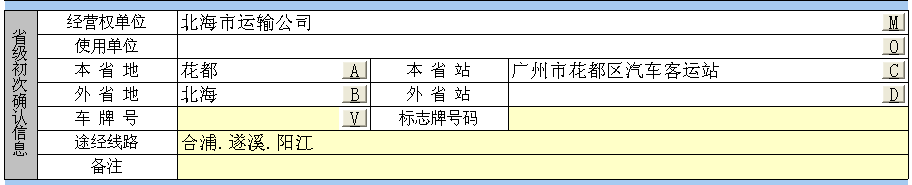 省级初次确认信息
经营权单位 北海市运输公司 M
使用单位 O
本省地 花都 A 本省站 广州市花都区汽车客运站 C
外省地 北海 B 外省站 D
车牌号 V 标志牌号码
途经线路 合浦.遂溪.阳江
备注